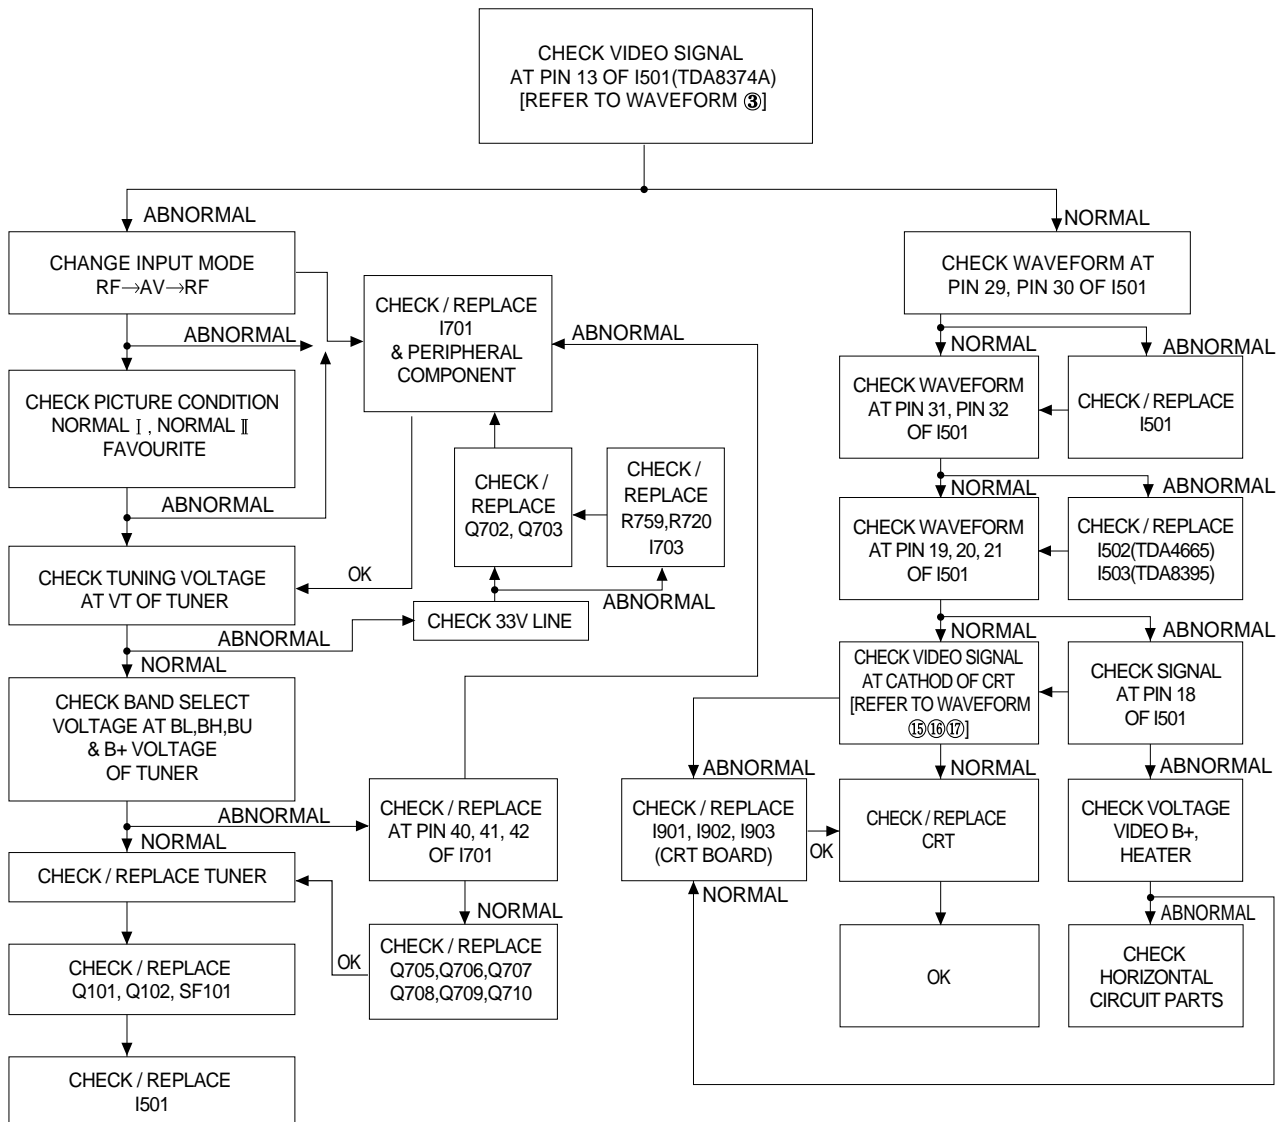 CHECK VIDEO SIGNAL
AT PIN 13 OF I501(TDA8374A)
[REFER TO WAVEFORM ③]
ABNORMAL
CHANGE INPUT MODE
RF→AV→RF
ABNORMAL
CHECK PICTURE CONDITION
NORMAL Ⅰ, NORMAL Ⅱ
FAVOURITE
ABNORMAL
CHECK TUNING VOLTAGE
AT VT OF TUNER
ABNORMAL
NORMAL
CHECK BAND SELECT
VOLTAGE AT BL,BH,BU
& B+ VOLTAGE
OF TUNER
ABNORMAL
NORMAL
CHECK / REPLACE TUNER
CHECK / REPLACE
Q101, Q102, SF101
CHECK / REPLACE
I501
CHECK / REPLACE
I701
& PERIPHERAL
COMPONENT
ABNORMAL
OK
CHECK /
REPLACE
Q702, Q703
CHECK /
REPLACE
R759,R720
I703
ABNORMAL
CHECK 33V LINE
CHECK / REPLACE
AT PIN 40, 41, 42
OF I701
NORMAL
CHECK / REPLACE
Q705,Q706,Q707
Q708,Q709,Q710
OK
NORMAL
CHECK WAVEFORM AT
PIN 29, PIN 30 OF I501
NORMAL
ABNORMAL
CHECK WAVEFORM
AT PIN 31, PIN 32
OF I501
CHECK / REPLACE
I501
NORMAL
ABNORMAL
CHECK WAVEFORM
AT PIN 19, 20, 21
OF I501
CHECK / REPLACE
I502(TDA4665)
I503(TDA8395)
NORMAL
ABNORMAL
CHECK VIDEO SIGNAL
AT CATHOD OF CRT
[REFER TO WAVEFORM
⑮⑯⑰]
CHECK SIGNAL
AT PIN 18
OF I501
ABNORMAL
NORMAL
ABNORMAL
CHECK / REPLACE
I901, I902, I903
(CRT BOARD)
OK
CHECK / REPLACE
CRT
CHECK VOLTAGE
VIDEO B+,
HEATER
NORMAL
ABNORMAL
OK
CHECK
HORIZONTAL
CIRCUIT PARTS